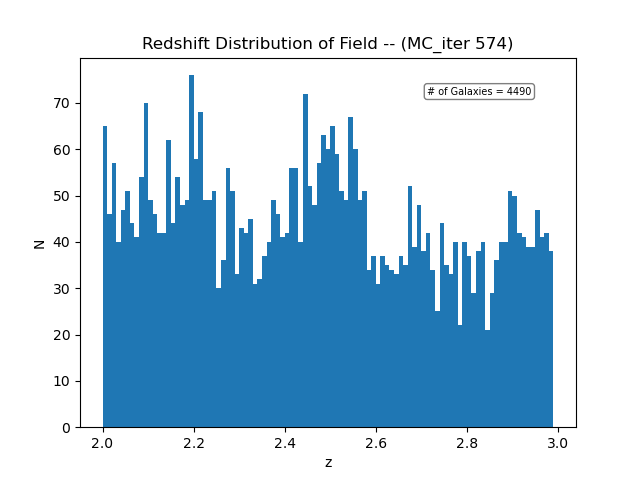 Redshift Distribution of Field -- (MC_iter 574)
# of Galaxies = 4490
70
60
50
40
30
20
10
0
N
2.0 2.2 2.4 2.6 2.8 3.0
z